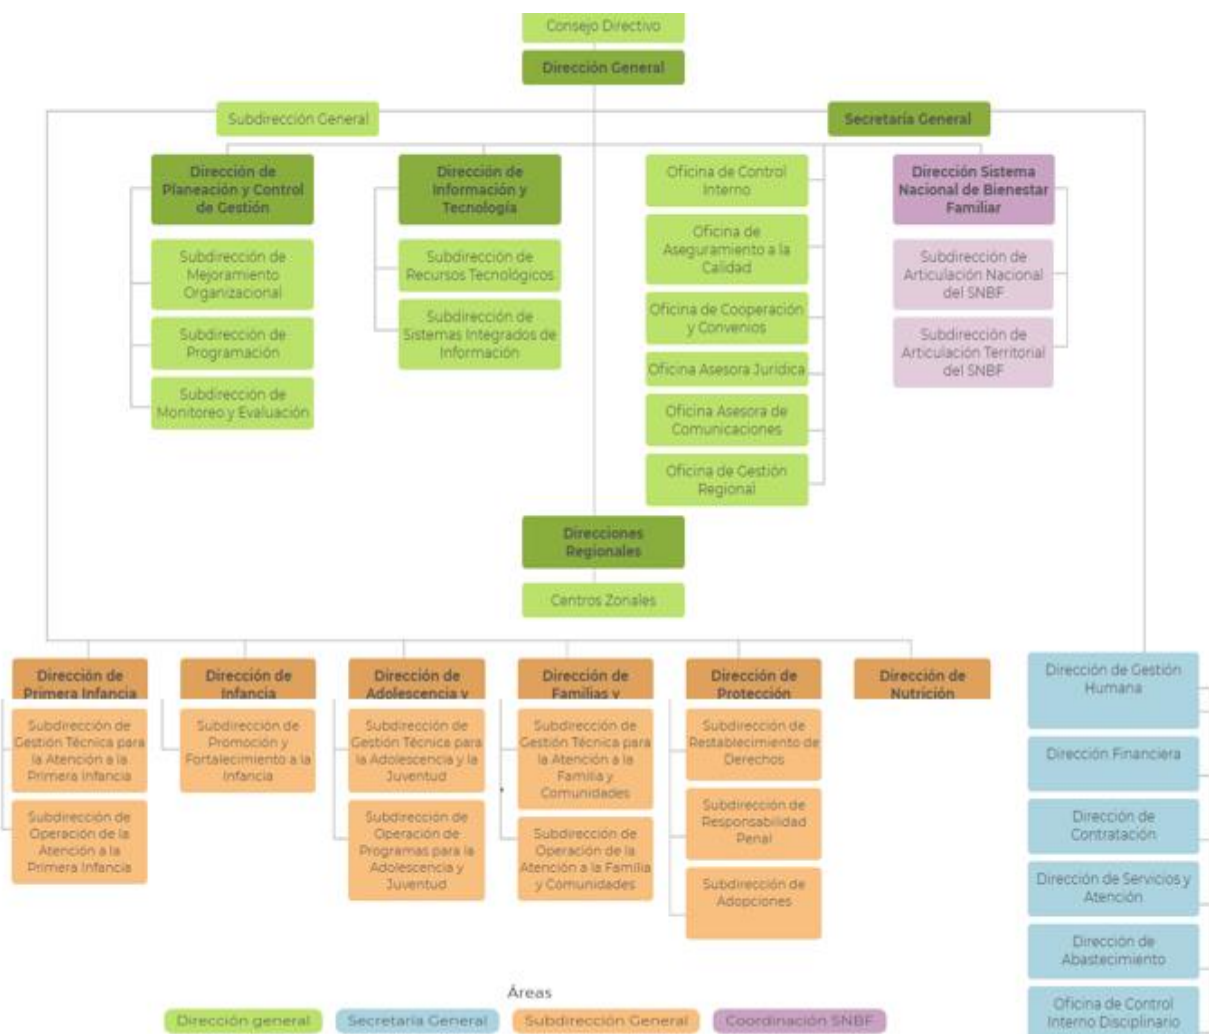 Consejo Directivo
Dirección General
Subdirección General
Secretaría General
Dirección de
Planeación y Control
de Gestión
Subdirección de
Mejoramiento
Organizacional
Subdirección de
Programación
Subdirección de
Monitoreo y Evaluación
Dirección de
Información y
Tecnología
Subdirección de
Recursos Tecnológicos
Subdirección de
Sistemas Integrados de
Información
Oficina de Control
Interno
Oficina de
Aseguramiento a la
Calidad
Oficina de Cooperación
y Convenios
Oficina Asesora Jurídica
Oficina Asesora de
Comunicaciones
Oficina de Gestión
Regional
Dirección Sistema
Nacional de Bienestar
Familiar
Subdirección de
Articulación Nacional
del SNBF
Subdirección de
Articulación Territorial
del SNBF
Direcciones
Regionales
Centros Zonales
Dirección de
Primera Infancia
Subdirección de
Gestión Técnica para
la Atención a la
Primera Infancia
Subdirección de
Operación de la
Atención a la
Primera Infancia
Dirección de
Infancia
Subdirección de
Promoción y
Fortalecimiento a la
Infancia
Dirección de
Adolescencia y
Subdirección de
Gestión Técnica para
la Adolescencia y la
Juventud
Subdirección de
Operación de
Programas para la
Adolescencia y
Juventud
Dirección de
Familias y
Subdirección de
Gestión Técnica para
la Atención a la
Familia y
Comunidades
Subdirección de
Operación de la
Atención a la Familia
y Comunidades
Dirección de
Protección
Subdirección de
Restablecimiento de
Derechos
Subdirección de
Responsabilidad
Penal
Subdirección de
Adopciones
Dirección de
Nutrición
Dirección de Gestión
Humana
Dirección Financiera
Dirección de
Contratación
Dirección de Servicios y
Atención
Dirección de
Abastecimiento
Oficina de Control
Interno Disciplinario
Áreas
Dirección general
Secretaría General
Subdirección General
Coordinación SNBF